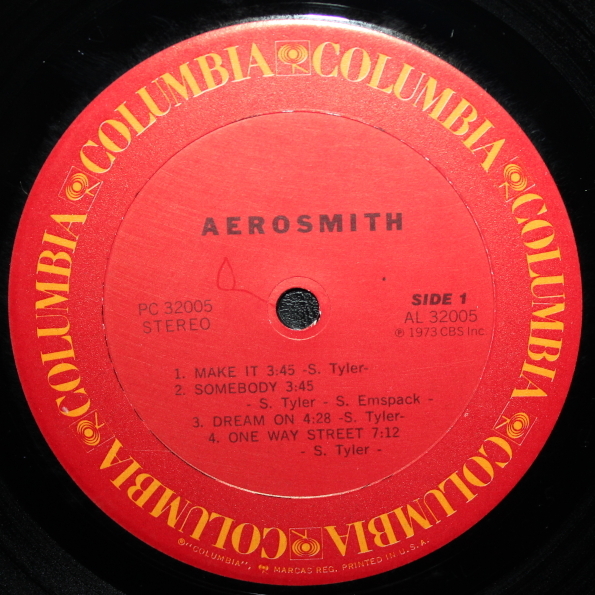 COLUMBIA COLUMBIA COLUMBIA COLUMBIA COLUMBIA COLUMBIA COLUMBIA COLUMBIA
AEROSMITH
PC 32005
STEREO
SIDE 1
AL 32005
℗ 1973 CBS Inc.
1. MAKE IT 3:45 -S. Tyler-
2. SOMEBODY 3:45
- S. Tyler - S. Emspack -
3. DREAM ON 4:28 -S. Tyler-
4. ONE WAY STREET 7:12
- S. Tyler -
®"COLUMBIA", MARCAS REG. PRINTED IN U.S.A.